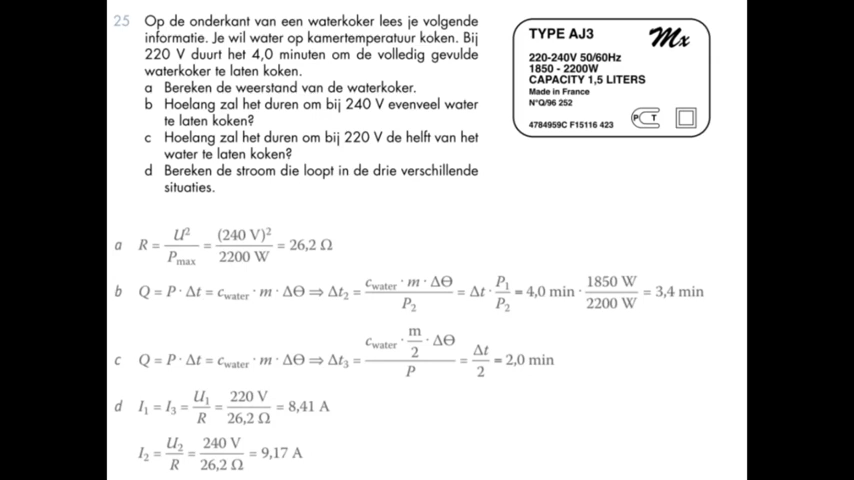 25 Op de onderkant van een waterkoker lees je volgende
informatie. Je wil water op kamertemperatuur koken. Bij
220 V duurt het 4,0 minuten om de volledig gevulde
waterkoker te laten koken.
a Bereken de weerstand van de waterkoker.
b Hoelang zal het duren om bij 240 V evenveel water
te laten koken?
c Hoelang zal het duren om bij 220 V de helft van het
water te laten koken?
d Bereken de stroom die loopt in de drie verschillende
situaties.
TYPE AJ3 Mx
220-240V 50/60Hz
1850 - 2200W
CAPACITY 1,5 LITERS
Made in France
N°Q/96 252
4784959C F15116 423 P T
a R = U²/P_max = (240 V)²/2200 W = 26,2 Ω
b Q = P · Δt = c_water · m · ΔΘ ⇒ Δt₂ = c_water · m · ΔΘ/P₂ = Δt · P₁/P₂ = 4,0 min · 1850 W/2200 W = 3,4 min
c Q = P · Δt = c_water · m · ΔΘ ⇒ Δt₃ = c_water · m/2 · ΔΘ/P = Δt/2 = 2,0 min
d I₁ = I₃ = U₁/R = 220 V/26,2 Ω = 8,41 A
I₂ = U₂/R = 240 V/26,2 Ω = 9,17 A